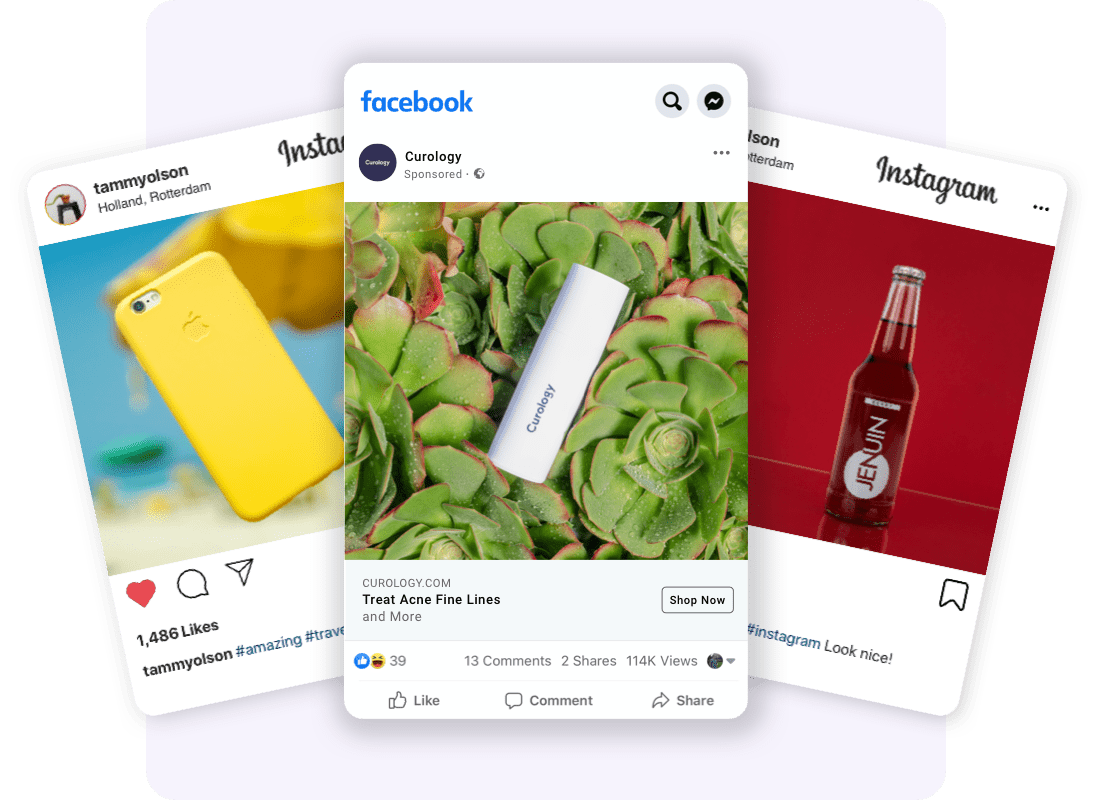 tammyolson
Holland, Rotterdam
Insta
1,486 Likes
tammyolson #amazing #trave
facebook
Curology
Curology
Sponsored ·
Curology
CUROLOGY.COM
Treat Acne Fine Lines
and More
Shop Now
39 13 Comments 2 Shares 114K Views
Like Comment Share
lson
tterdam
Instagram
JENUIN
#instagram Look nice!